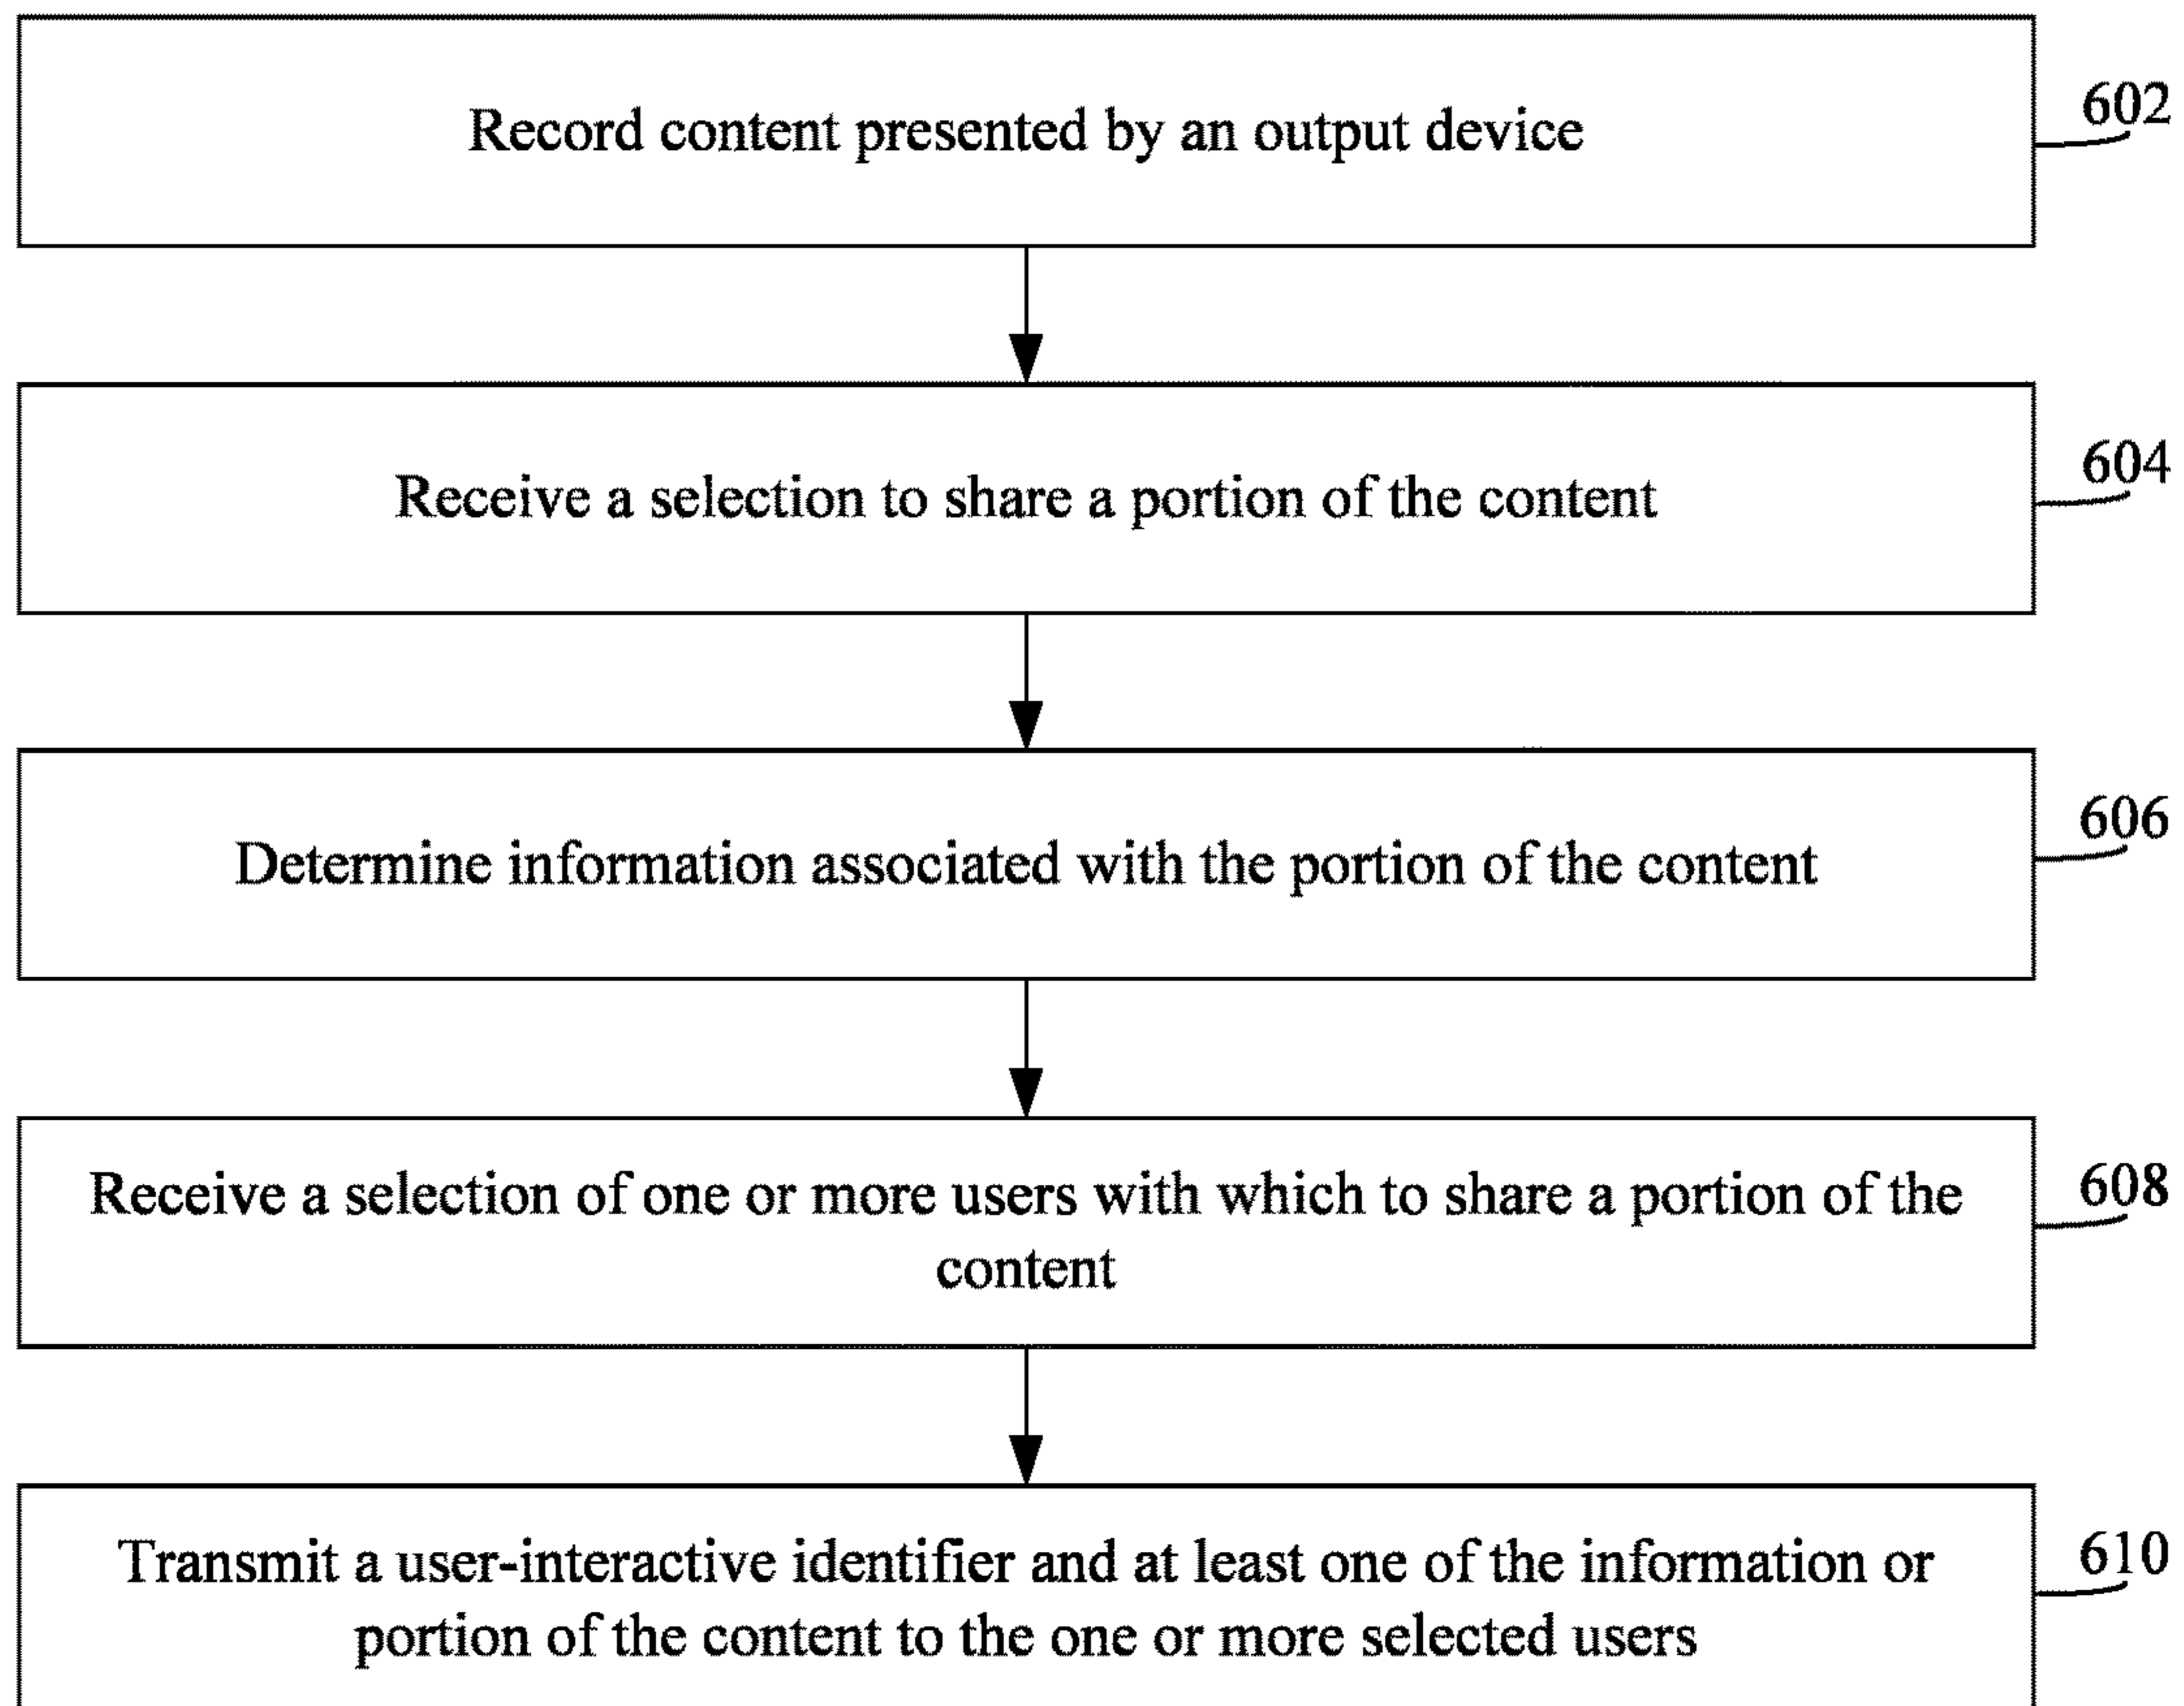 Record content presented by an output device
602
Receive a selection to share a portion of the content
604
Determine information associated with the portion of the content
606
Receive a selection of one or more users with which to share a portion of the
content
608
Transmit a user-interactive identifier and at least one of the information or
portion of the content to the one or more selected users
610